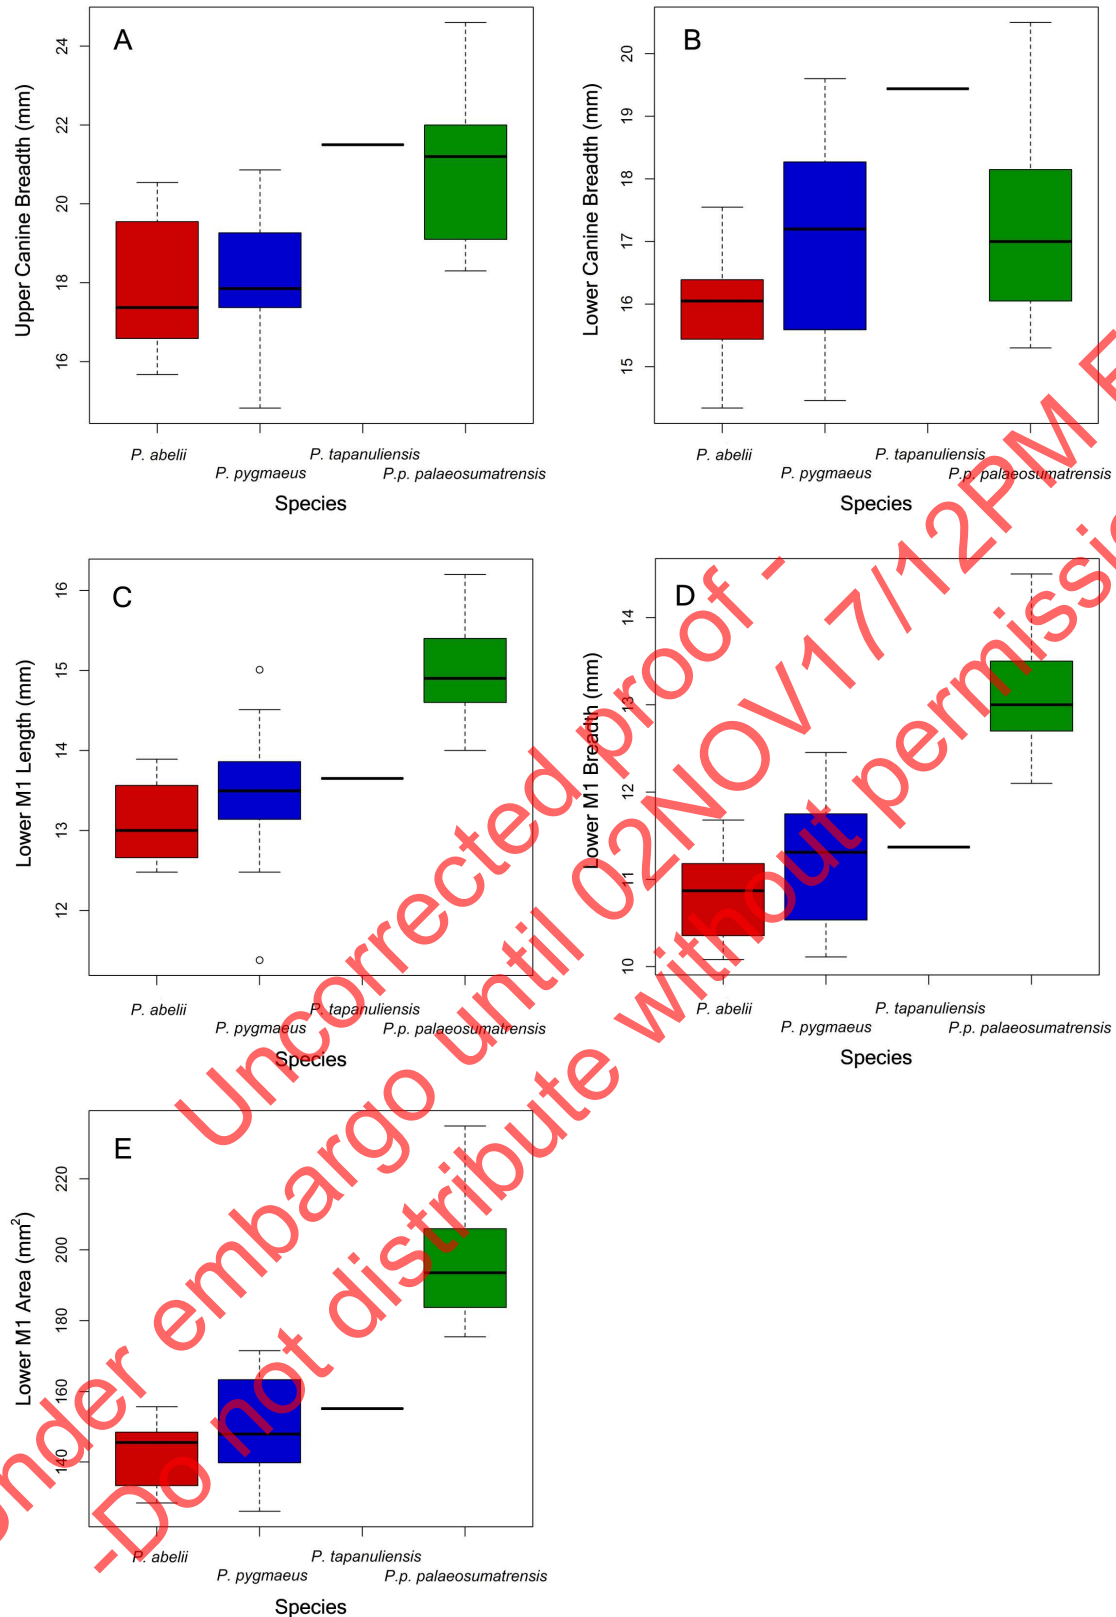 A
Upper Canine Breadth (mm)
24
22
20
18
16
P. abelii
P. pygmaeus
P. tapanuliensis
P.p. palaeosumatrensis
Species
B
Lower Canine Breadth (mm)
20
19
18
17
16
15
P. abelii
P. pygmaeus
P. tapanuliensis
P.p. palaeosumatrensis
Species
C
Lower M1 Length (mm)
16
15
14
13
12
P. abelii
P. pygmaeus
P. tapanuliensis
P.p. palaeosumatrensis
Species
D
Lower M1 Breadth (mm)
14
13
12
11
10
P. abelii
P. pygmaeus
P. tapanuliensis
P.p. palaeosumatrensis
Species
E
Lower M1 Area (mm²)
220
200
180
160
140
P. abelii
P. pygmaeus
P. tapanuliensis
P.p. palaeosumatrensis
Species
Uncorrected proof -
Under embargo until 02NOV17/12PM
-Do not distribute without